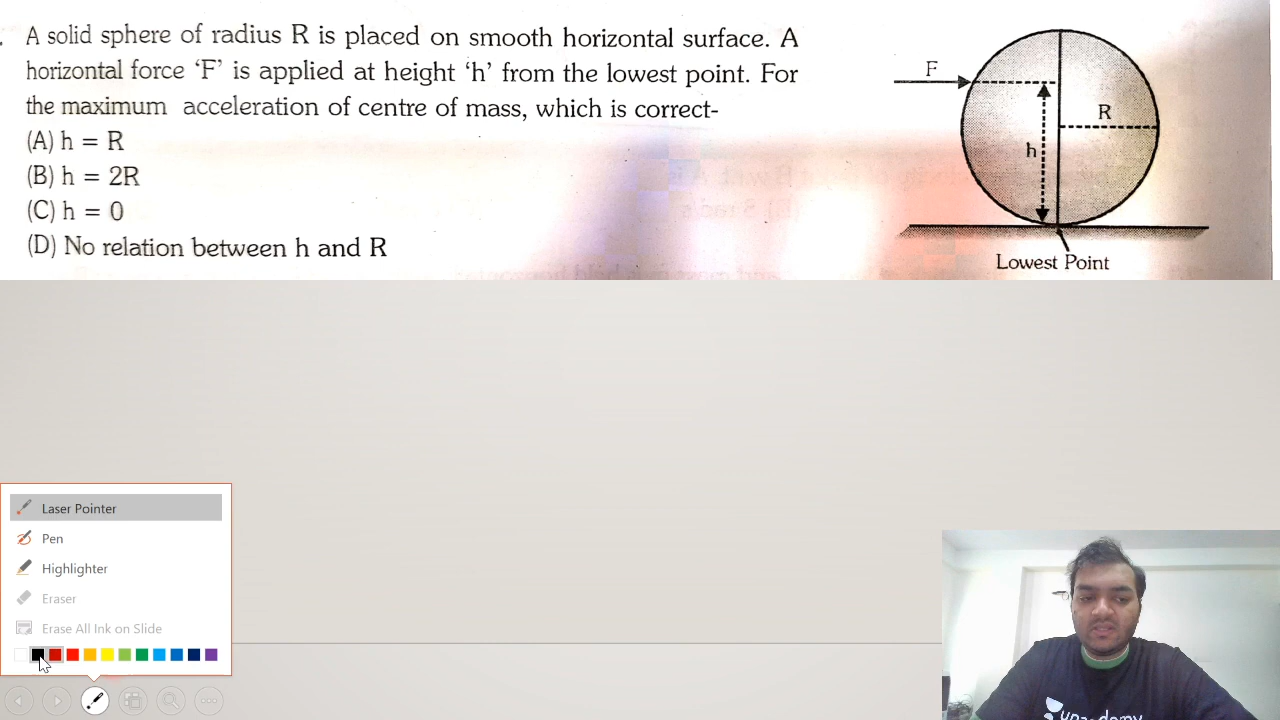 A solid sphere of radius R is placed on smooth horizontal surface. A
horizontal force ‘F’ is applied at height ‘h’ from the lowest point. For
the maximum acceleration of centre of mass, which is correct-
(A) h = R
(B) h = 2R
(C) h = 0
(D) No relation between h and R
F
R
h
Lowest Point
Laser Pointer
Pen
Highlighter
Eraser
Erase All Ink on Slide
unacademy